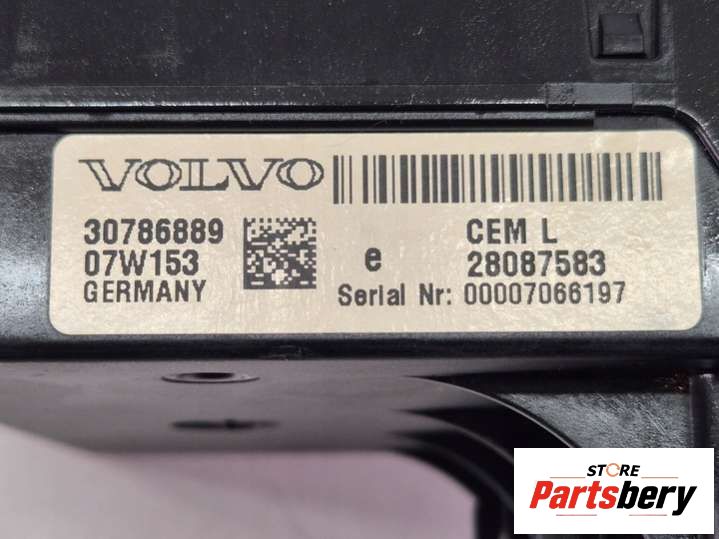 VOLVO
30786889
07W153
GERMANY
e
CEM L
28087583
Serial Nr: 00007066197
STORE
Partsbery